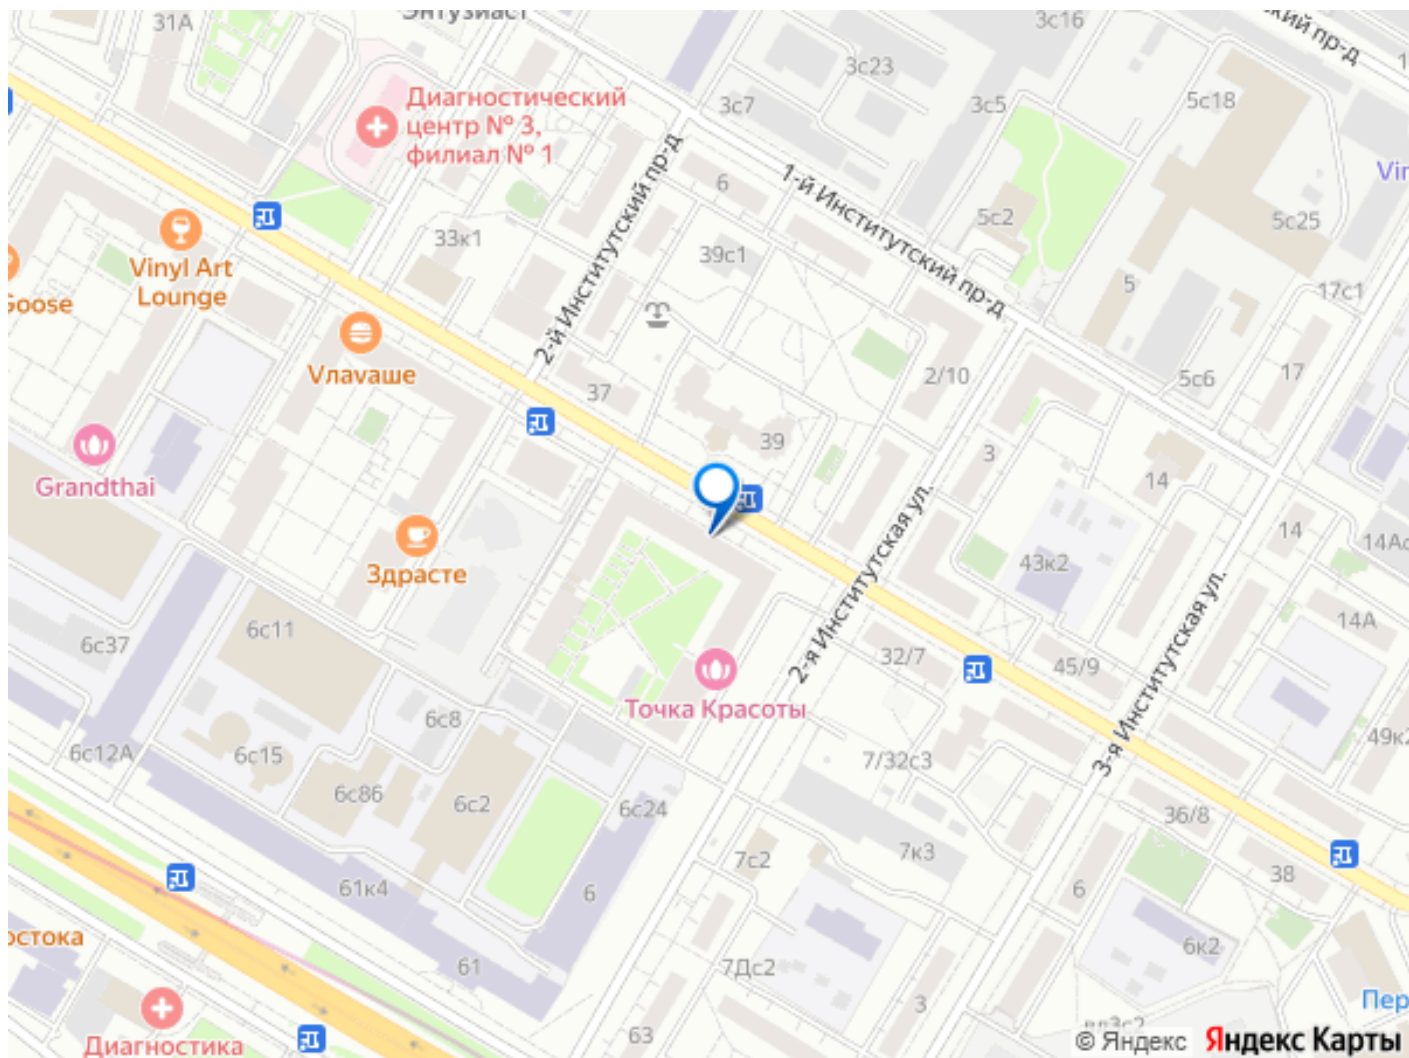 Энтузиаст
31А
3с16
3с23
3с7
3с5
5с18
Диагностический
центр № 3,
филиал № 1
2-й Институтский пр-д
1-й Институтский пр-д
6
5с2
5с25
33к1
39с1
Vinyl Art
Lounge
5
17с1
Vлаvаше
37
2/10
5с6
17
39
3
14
Grandthai
14
43к2
Здрасте
2-я Институтская ул.
3-я Институтская ул.
14А
6с11
6с37
32/7
45/9
Точка Красоты
6с8
6с12А
6с15
7/32с3
6с86
6с2
6с24
36/8
7с2
7к3
61к4
6
6
38
6к2
61
7Дс2
3
63
Диагностика
© Яндекс Яндекс Карты